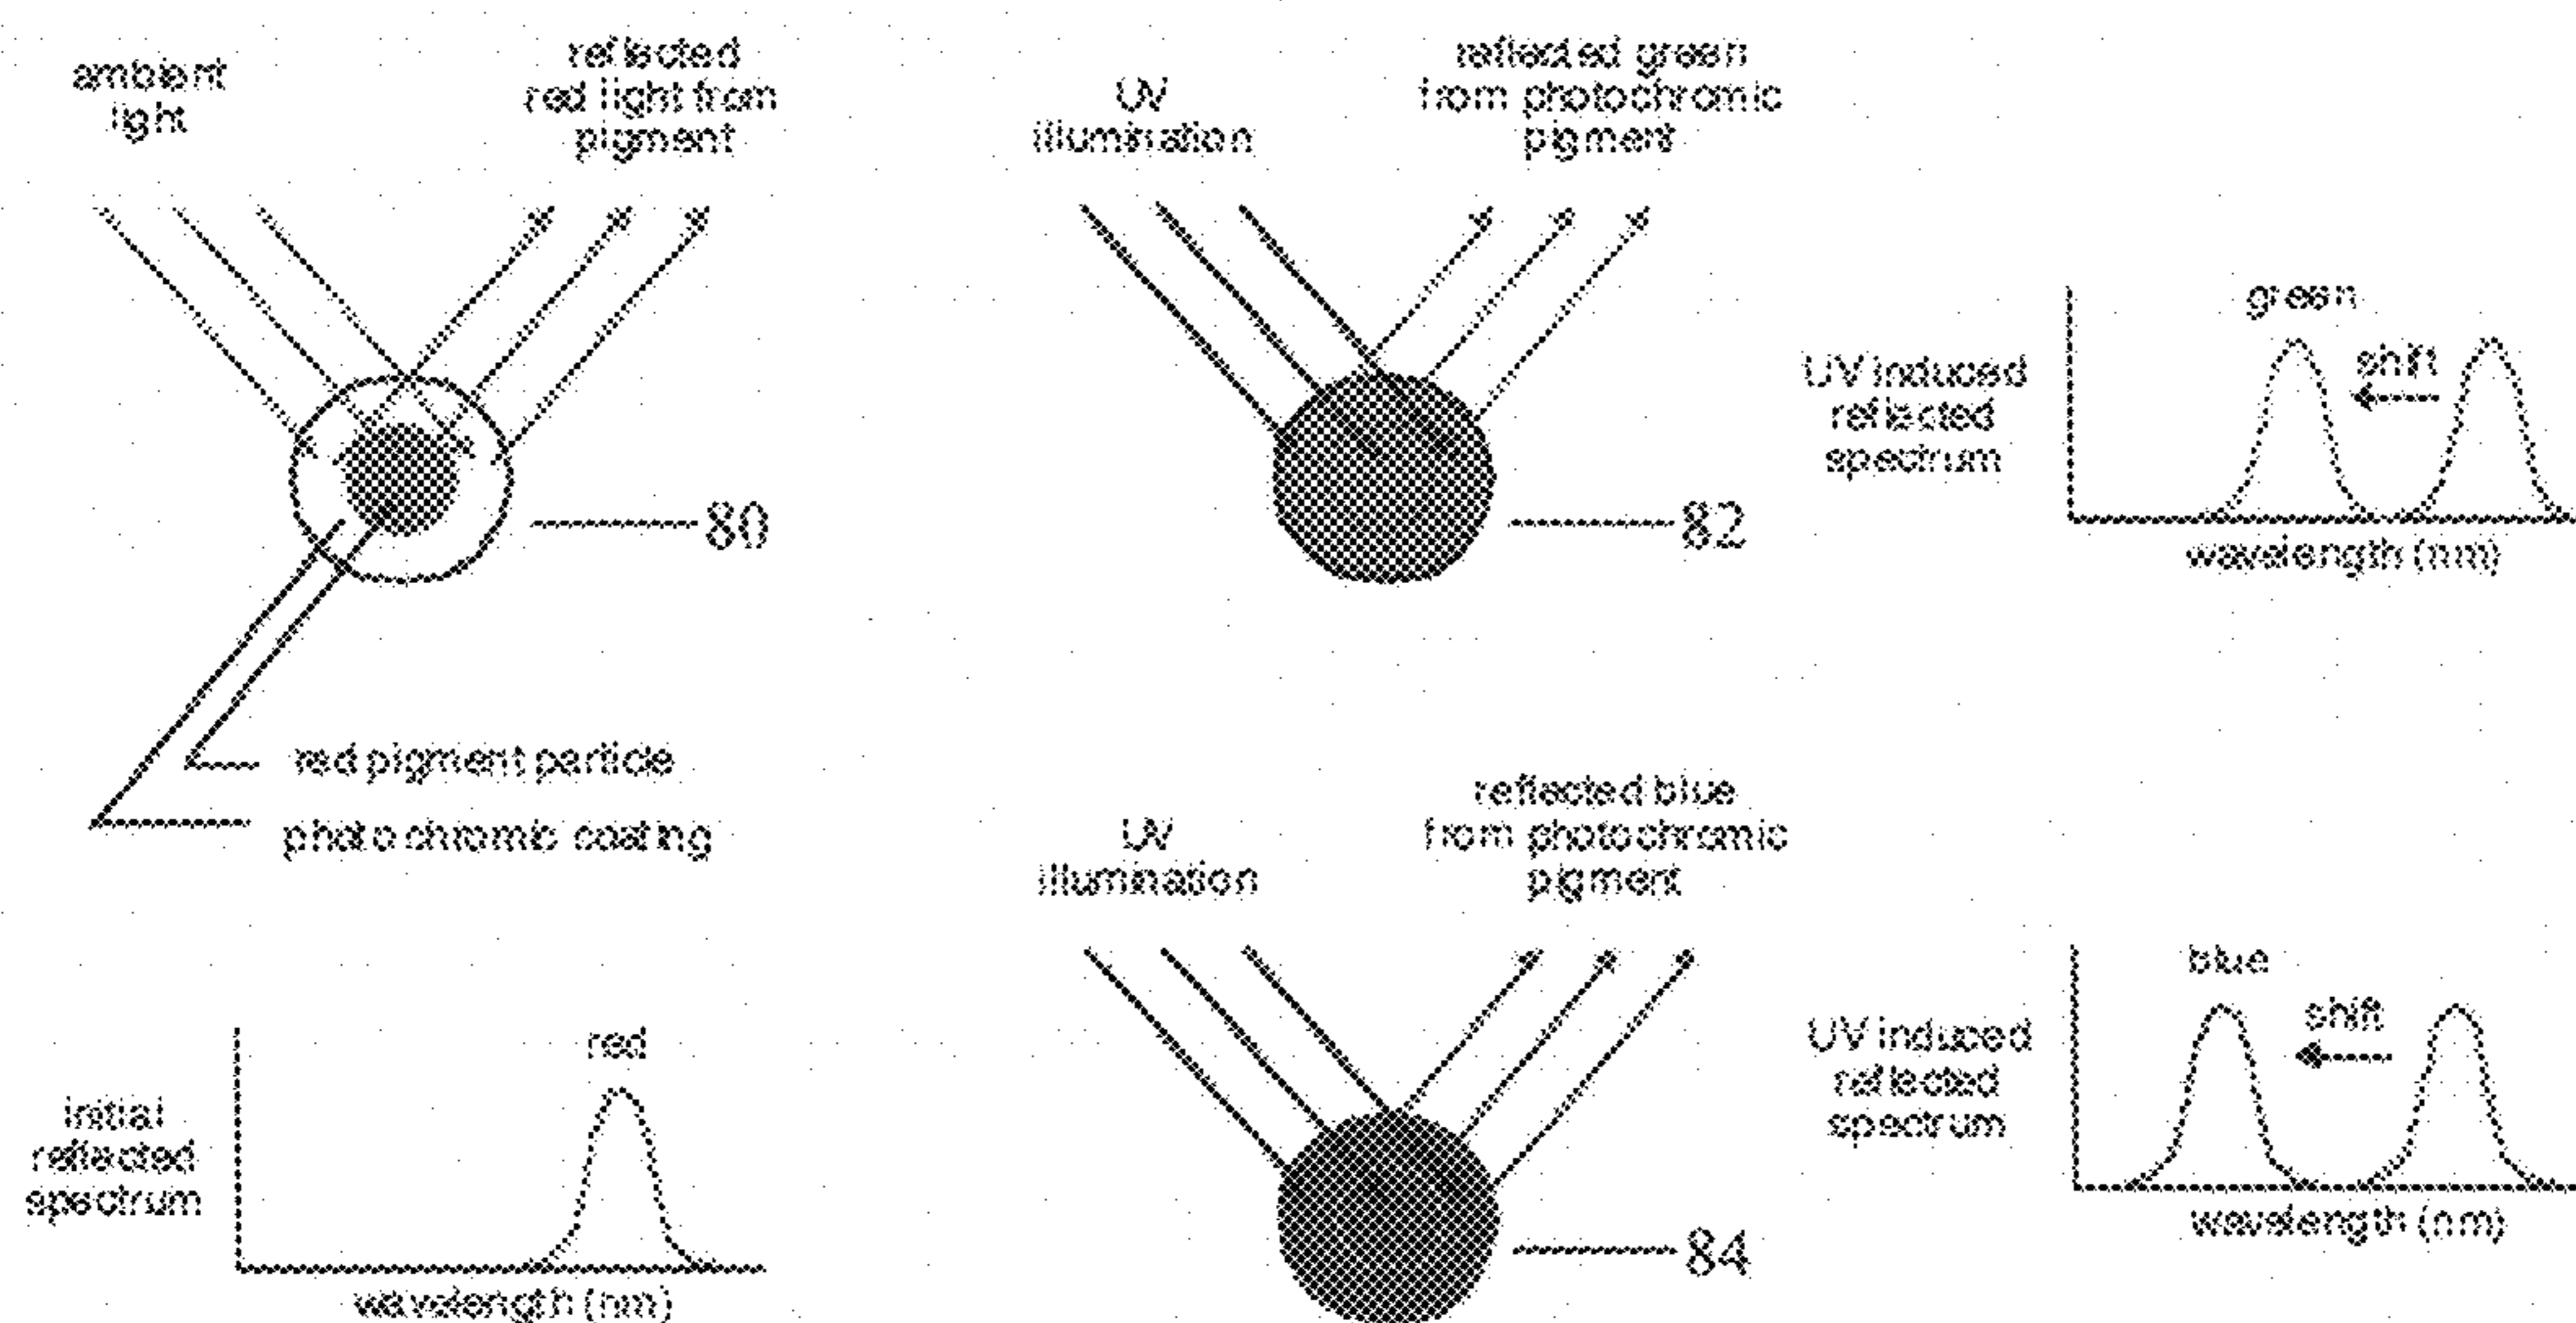 ambient
light
reflected
red light from
pigment
80
red pigment particle
photochromic coating
initial
reflected
spectrum
red
wavelength (nm)
UV
illumination
reflected green
from photochromic
pigment
82
UV induced
reflected
spectrum
green
shift
wavelength (nm)
UV
illumination
reflected blue
from photochromic
pigment
84
UV induced
reflected
spectrum
blue
shift
wavelength (nm)